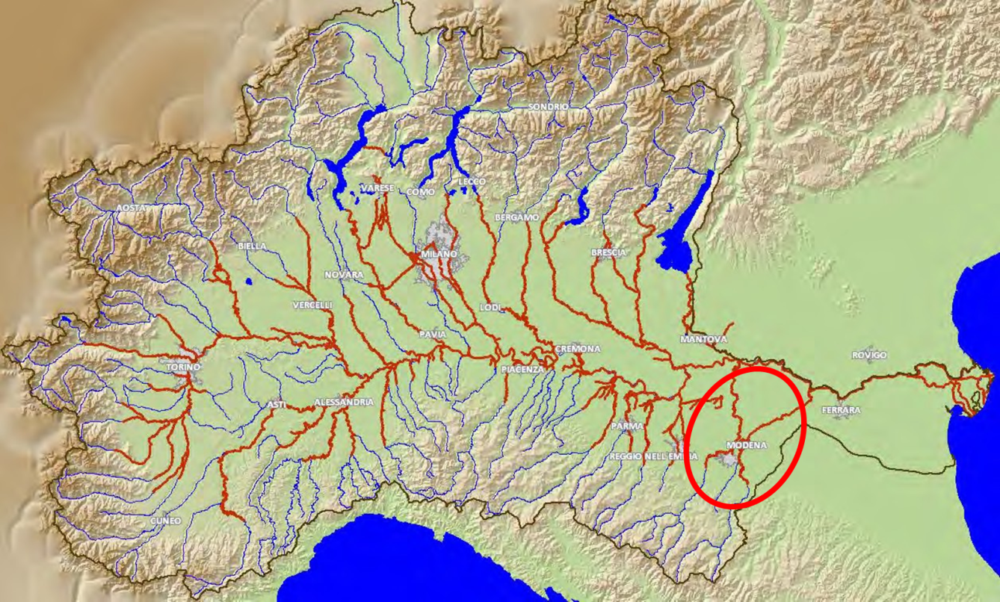 SONDRIO
LECCO
VARESE
COMO
AOSTA
BERGAMO
BIELLA
MILANO
BRESCIA
NOVARA
VERCELLI
LODI
PAVIA
MANTOVA
CREMONA
ROVIGO
TORINO
PIACENZA
ASTI
ALESSANDRIA
FERRARA
PARMA
MODENA
REGGIO NELL'EMILIA
CUNEO